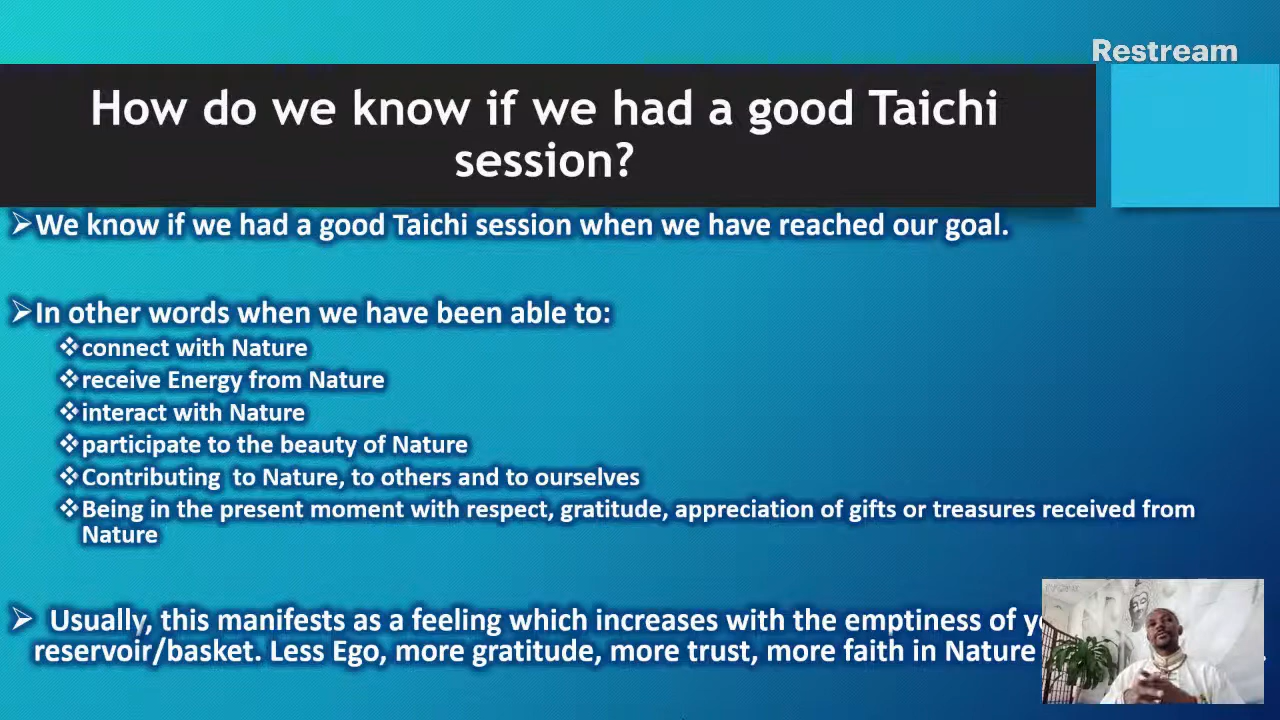 Restream
How do we know if we had a good Taichi
session?
We know if we had a good Taichi session when we have reached our goal.
In other words when we have been able to:
connect with Nature
receive Energy from Nature
interact with Nature
participate to the beauty of Nature
Contributing to Nature, to others and to ourselves
Being in the present moment with respect, gratitude, appreciation of gifts or treasures received from
Nature
Usually, this manifests as a feeling which increases with the emptiness of
reservoir/basket. Less Ego, more gratitude, more trust, more faith in Nature